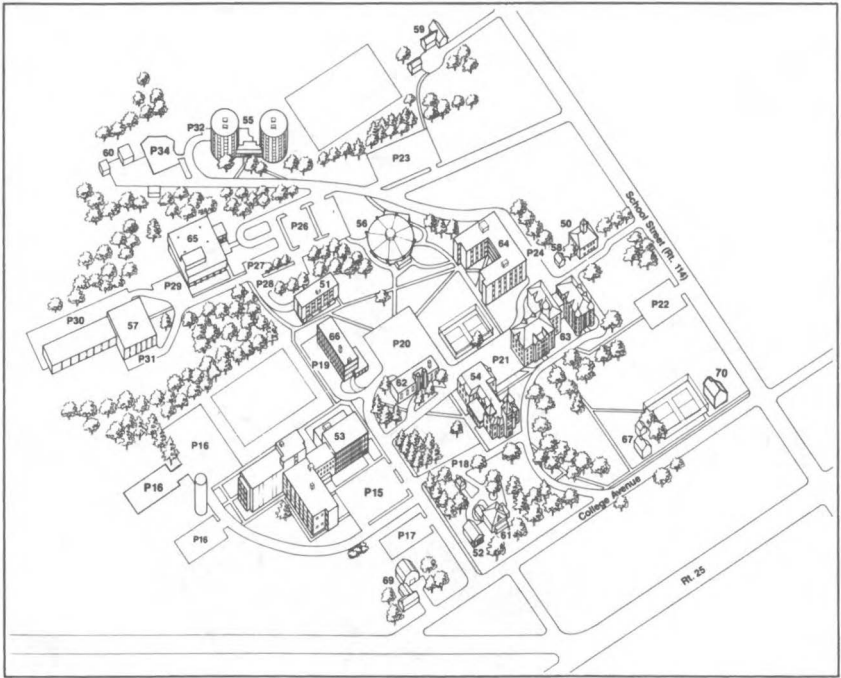 59
P32
55
60
P34
P23
School Street (Rt. 114)
65
P26
56
50
58
64
P24
P27
P29
P28
51
P22
P30
57
P31
66
P20
P19
63
P21
62
54
70
53
67
P16
P18
P16
P15
College Avenue
P17
61
P16
52
Rt. 25
69